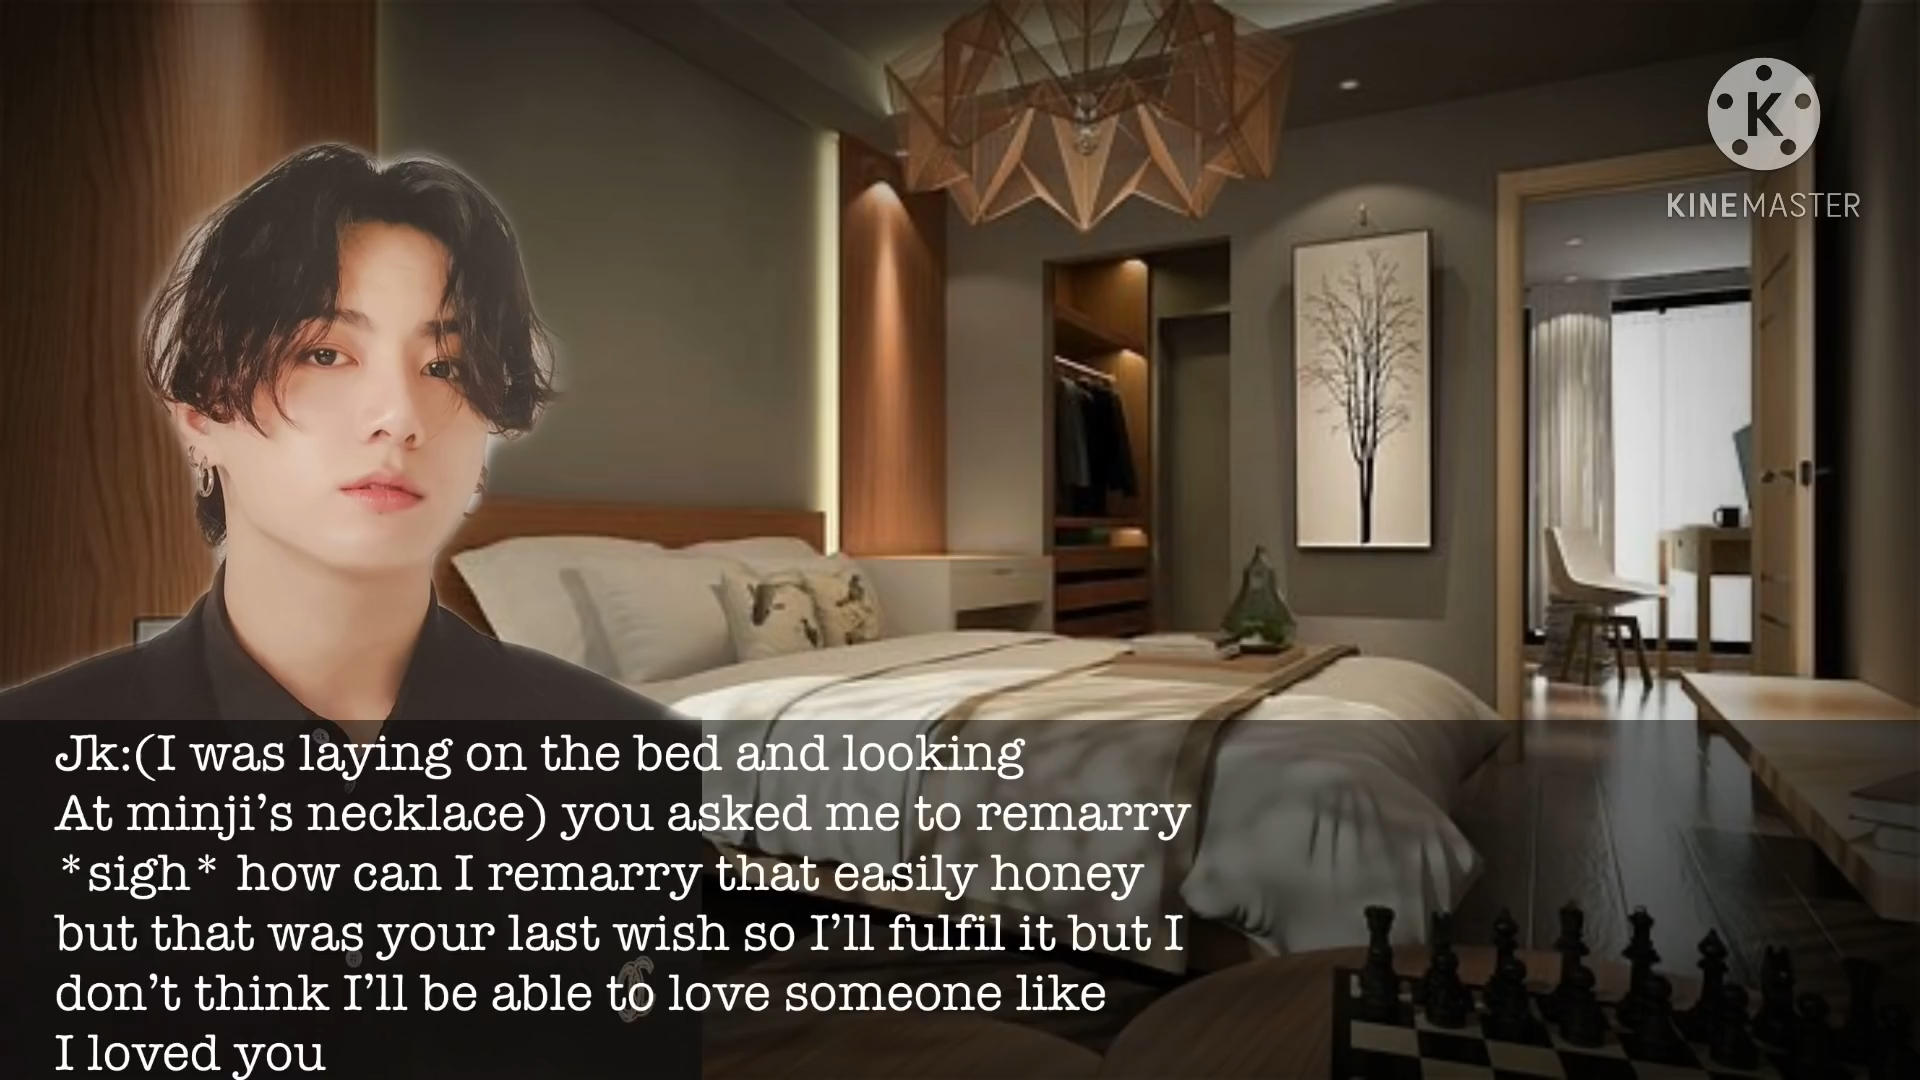 K
KINEMASTER
Jk:(I was laying on the bed and looking
At minji's necklace) you asked me to remarry
*sigh* how can I remarry that easily honey
but that was your last wish so I'll fulfil it but I
don't think I'll be able to love someone like
I loved you